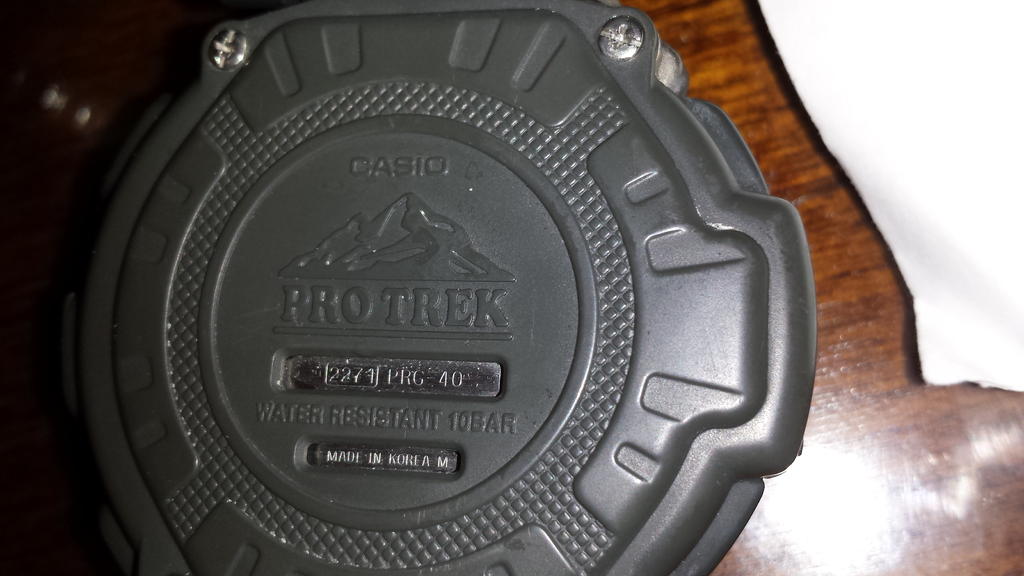 CASIO
PRO TREK
2271 PRG-40
WATER RESISTANT 10BAR
MADE IN KOREA M